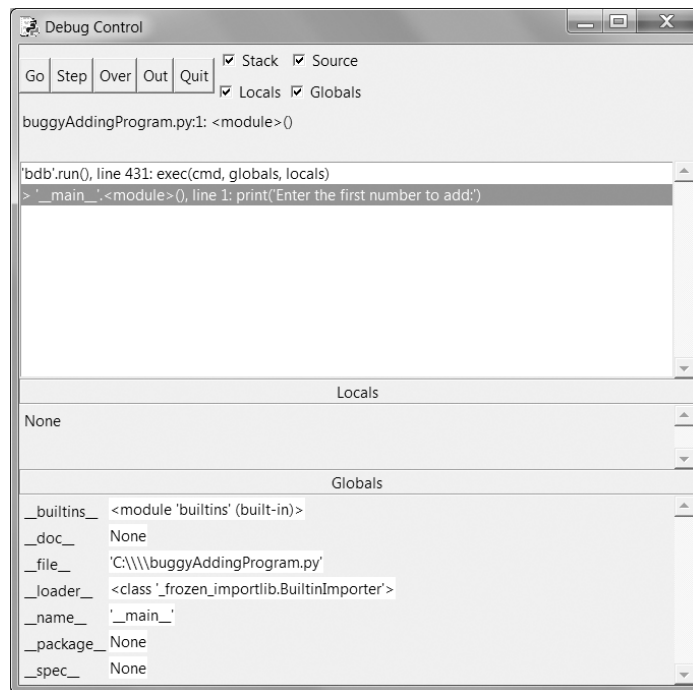 Debug Control
Go Step Over Out Quit
Stack Source
Locals Globals
buggyAddingProgram.py:1: <module>()
'bdb'.run(), line 431: exec(cmd, globals, locals)
> '__main__'.<module>(), line 1: print('Enter the first number to add:')
Locals
None
Globals
__builtins__ <module 'builtins' (built-in)>
__doc__ None
__file__ 'C:\\\\buggyAddingProgram.py'
__loader__ <class '_frozen_importlib.BuiltinImporter'>
__name__ '__main__'
__package__ None
__spec__ None